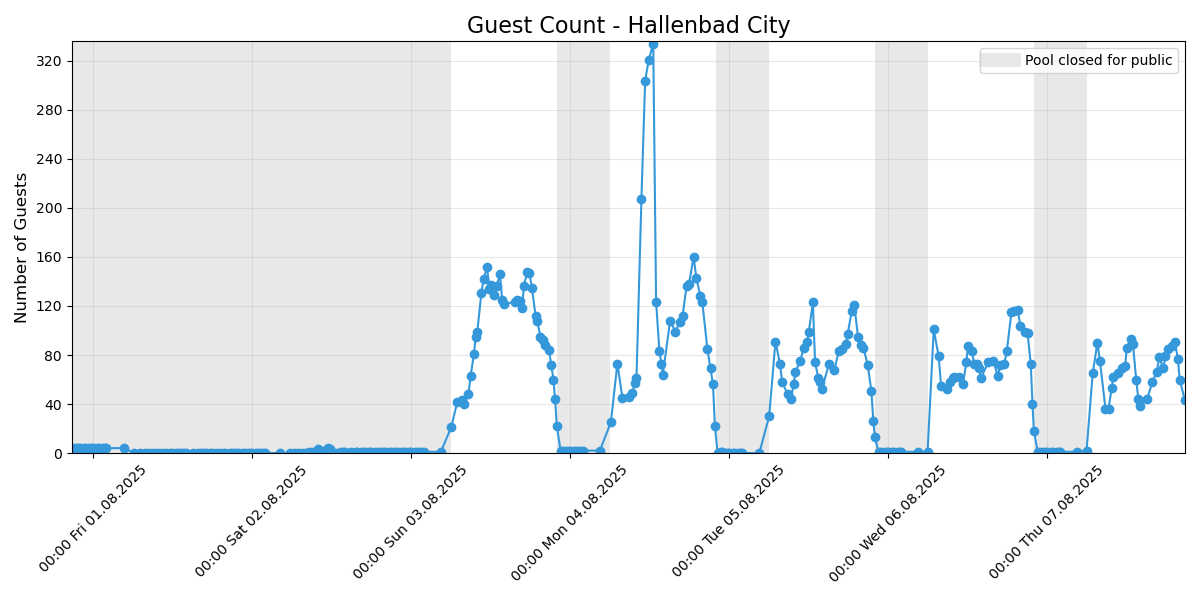 Guest Count - Hallenbad City
Pool closed for public
Number of Guests
320
280
240
200
160
120
80
40
0
00:00 Fri 01.08.2025
00:00 Sat 02.08.2025
00:00 Sun 03.08.2025
00:00 Mon 04.08.2025
00:00 Tue 05.08.2025
00:00 Wed 06.08.2025
00:00 Thu 07.08.2025